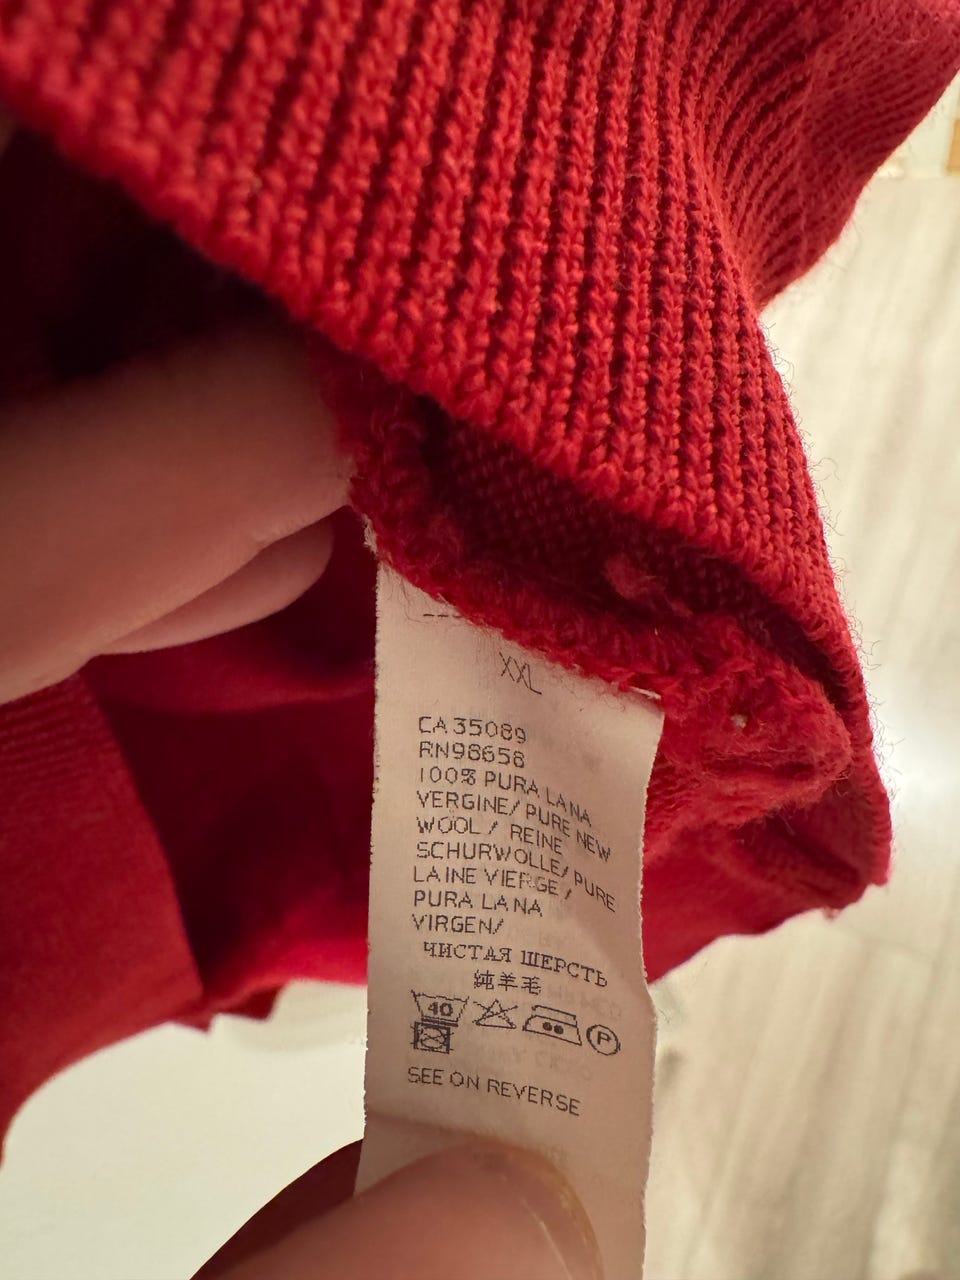 XXL
CA35089
RN98658
100% PURA LANA
VERGINE/ PURE NEW
WOOL/ REINE
SCHURWOLLE/ PURE
LAINE VIERGE/
PURA LANA
VIRGEN/
ЧИСТАЯ ШЕРСТЬ
纯羊毛
40
P
SEE ON REVERSE